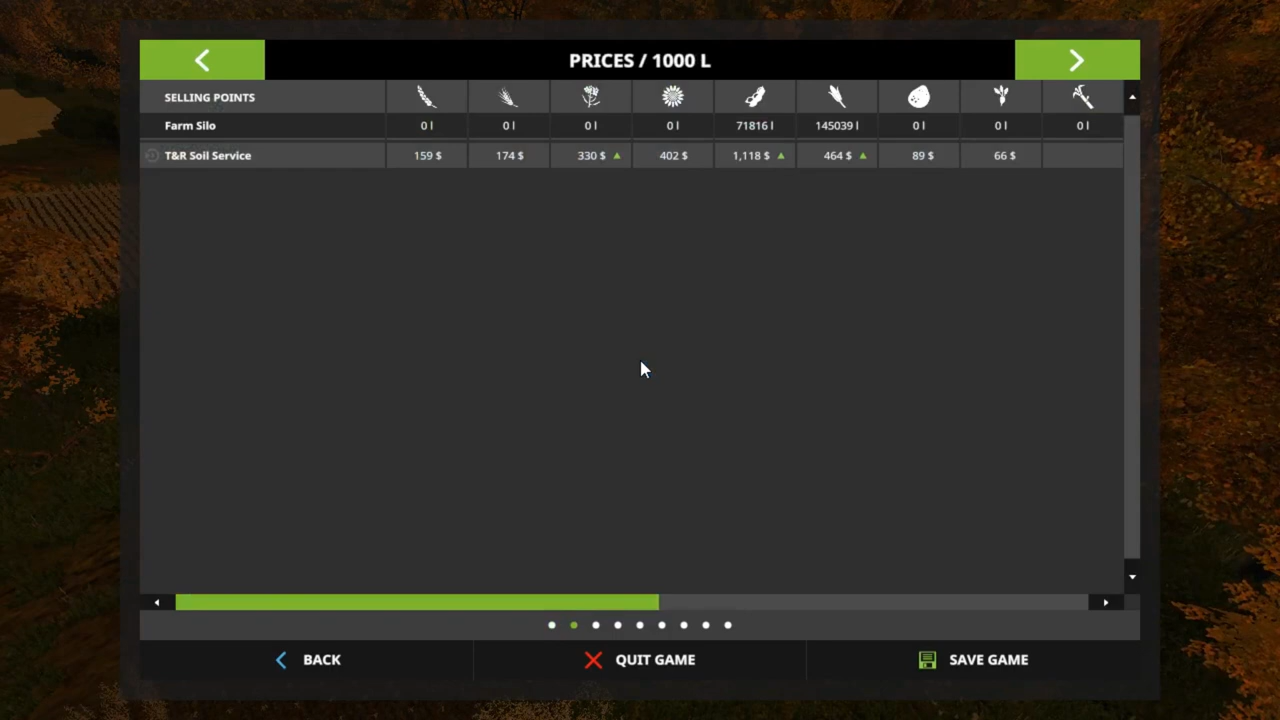 PRICES / 1000 L
SELLING POINTS
Farm Silo 0 l 0 l 0 l 0 l 71816 l 145039 l 0 l 0 l 0 l
T&R Soil Service 159 $ 174 $ 330 $ 402 $ 1,118 $ 464 $ 89 $ 66 $
BACK QUIT GAME SAVE GAME